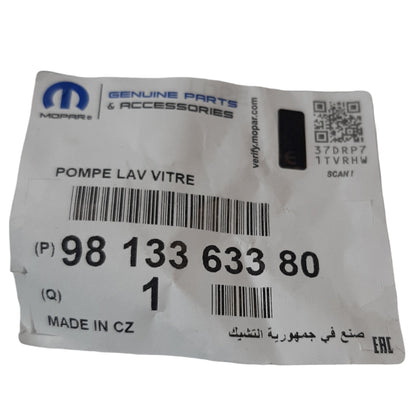 GENUINE PARTS
& ACCESSORIES
MOPAR®
verify.mopar.com
37DRP7
1TVRHW
SCAN !
POMPE LAV VITRE
(P) 98 133 633 80
(Q) 1
MADE IN CZ
صنع في جمهورية التشيك
EAC